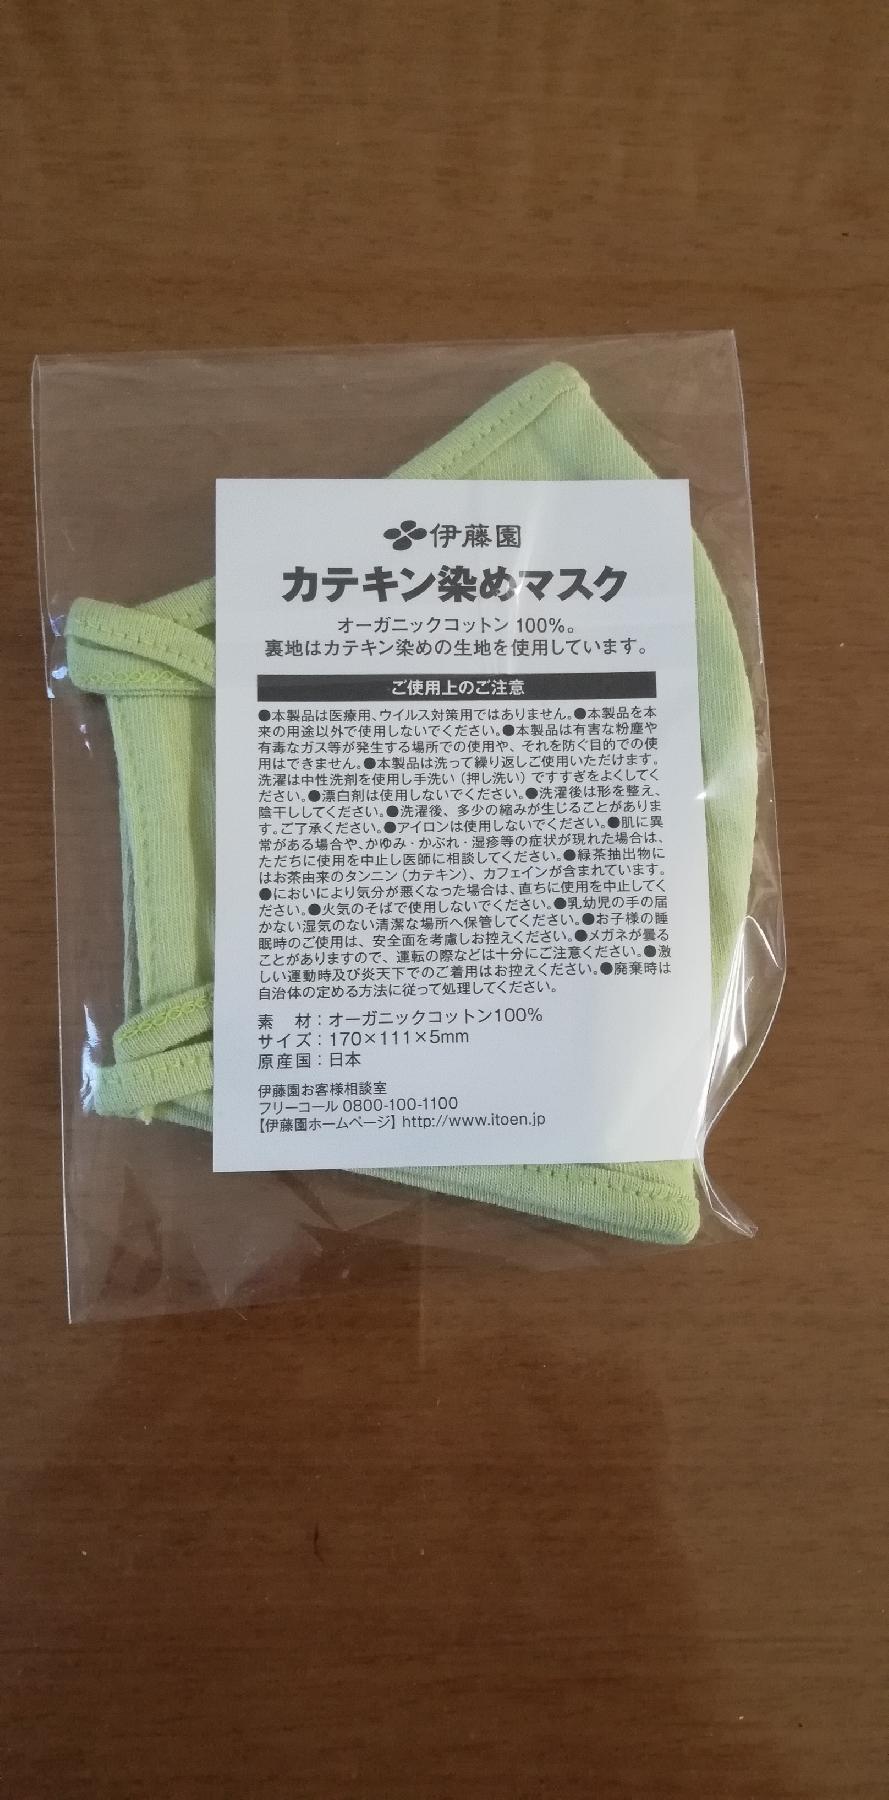 伊藤園
カテキン染めマスク
オーガニックコットン 100%。
裏地はカテキン染めの生地を使用しています。
ご使用上のご注意
●本製品は医療用、ウイルス対策用ではありません。●本製品を本
来の用途以外で使用しないでください。●本製品は有害な粉塵や
有毒なガス等が発生する場所での使用や、それを防ぐ目的での使
用はできません。●本製品は洗って繰り返しご使用いただけます。
洗濯は中性洗剤を使用し手洗い（押し洗い）ですすぎをよくしてく
ださい。●漂白剤は使用しないでください。●洗濯後は形を整え、
陰干ししてください。●洗濯後、多少の縮みが生じることがありま
す。ご了承ください。●アイロンは使用しないでください。●肌に異
常がある場合や、かゆみ・かぶれ・湿疹等の症状が現れた場合は、
ただちに使用を中止し医師に相談してください。●緑茶抽出物に
はお茶由来のタンニン（カテキン）、カフェインが含まれています。
●においにより気分が悪くなった場合は、直ちに使用を中止してく
ださい。●火気のそばで使用しないでください。●乳幼児の手の届
かない湿気のない清潔な場所へ保管してください。●お子様の睡
眠時のご使用は、安全面を考慮しお控えください。●メガネが曇る
ことがありますので、運転の際などは十分にご注意ください。●激
しい運動時及び炎天下でのご着用はお控えください。●廃棄時は
自治体の定める方法に従って処理してください。
素　材：オーガニックコットン100%
サイズ：170×111×5mm
原産国：日本
伊藤園お客様相談室
フリーコール 0800-100-1100
【伊藤園ホームページ】http://www.itoen.jp